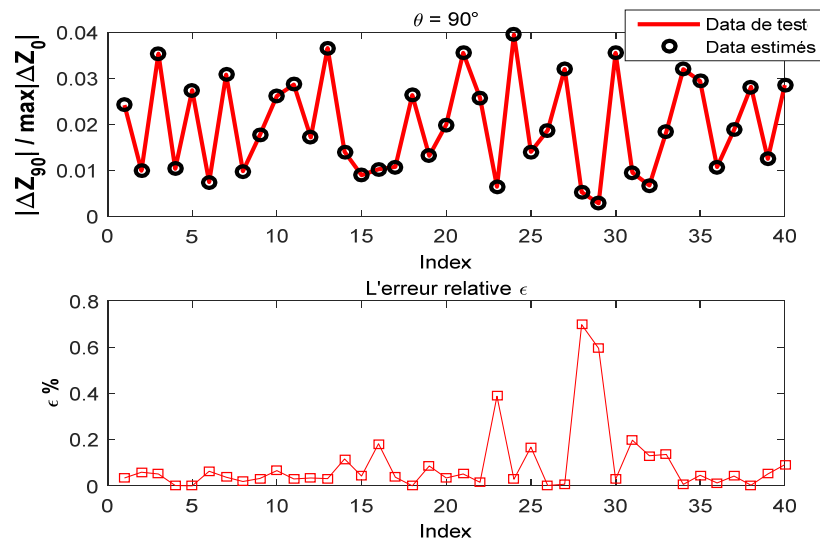 θ = 90°
Data de test
Data estimés
|ΔZ90| / max|ΔZ0|
0.04
0.03
0.02
0.01
0
0 5 10 15 20 25 30 35 40
Index
L'erreur relative ϵ
ϵ %
0.8
0.6
0.4
0.2
0
0 5 10 15 20 25 30 35 40
Index